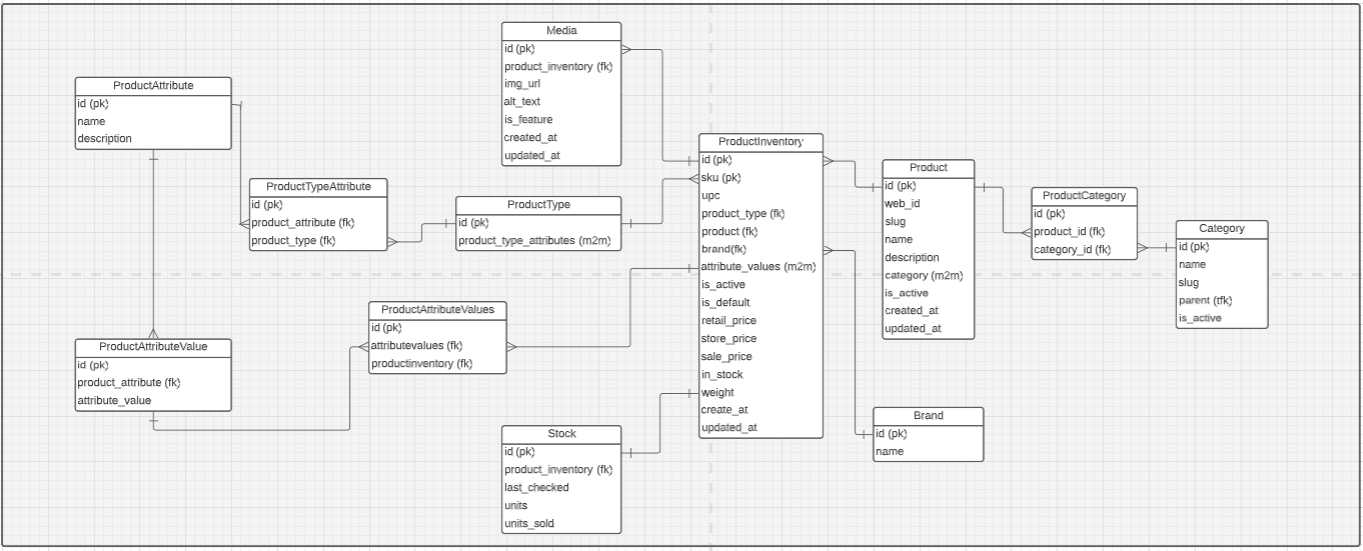 Media
id (pk)
product_inventory (fk)
img_url
alt_text
is_feature
created_at
updated_at
ProductAttribute
id (pk)
name
description
ProductTypeAttribute
id (pk)
product_attribute (fk)
product_type (fk)
ProductType
id (pk)
product_type_attributes (m2m)
ProductInventory
id (pk)
sku (pk)
upc
product_type (fk)
product (fk)
brand(fk)
attribute_values (m2m)
is_active
is_default
retail_price
store_price
sale_price
in_stock
weight
create_at
updated_at
Product
id (pk)
web_id
slug
name
description
category (m2m)
is_active
created_at
updated_at
ProductCategory
id (pk)
product_id (fk)
category_id (fk)
Category
id (pk)
name
slug
parent (tfk)
is_active
ProductAttributeValues
id (pk)
attributevalues (fk)
productinventory (fk)
ProductAttributeValue
id (pk)
product_attribute (fk)
attribute_value
Stock
id (pk)
product_inventory (fk)
last_checked
units
units_sold
Brand
id (pk)
name